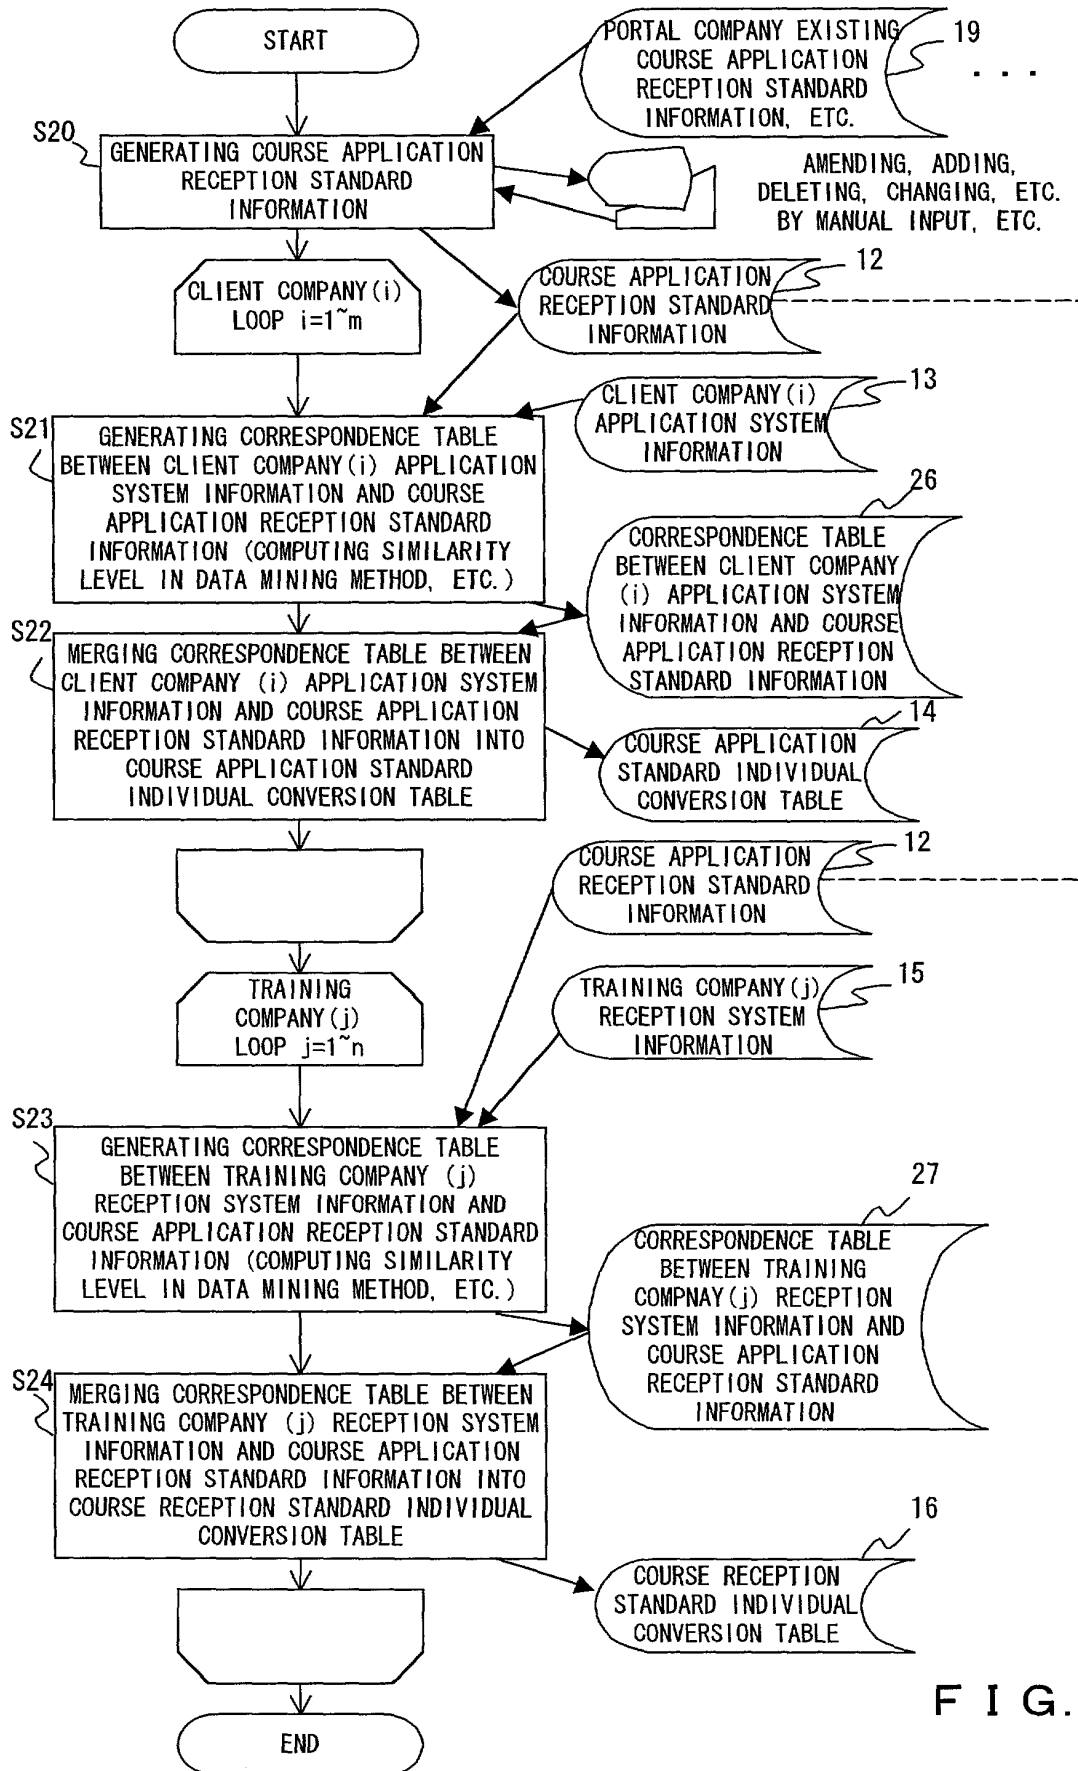 START
PORTAL COMPANY EXISTING
COURSE APPLICATION
RECEPTION STANDARD
INFORMATION, ETC.
19
. . .
S20
GENERATING COURSE APPLICATION
RECEPTION STANDARD
INFORMATION
AMENDING, ADDING,
DELETING, CHANGING, ETC.
BY MANUAL INPUT, ETC.
CLIENT COMPANY(i)
LOOP i=1~m
COURSE APPLICATION
RECEPTION STANDARD
INFORMATION
12
CLIENT COMPANY(i)
APPLICATION SYSTEM
INFORMATION
13
S21
GENERATING CORRESPONDENCE TABLE
BETWEEN CLIENT COMPANY(i) APPLICATION
SYSTEM INFORMATION AND COURSE
APPLICATION RECEPTION STANDARD
INFORMATION (COMPUTING SIMILARITY
LEVEL IN DATA MINING METHOD, ETC.)
26
CORRESPONDENCE TABLE
BETWEEN CLIENT COMPANY
(i) APPLICATION SYSTEM
INFORMATION AND COURSE
APPLICATION RECEPTION
STANDARD INFORMATION
S22
MERGING CORRESPONDENCE TABLE BETWEEN
CLIENT COMPANY (i) APPLICATION SYSTEM
INFORMATION AND COURSE APPLICATION
RECEPTION STANDARD INFORMATION INTO
COURSE APPLICATION STANDARD
INDIVIDUAL CONVERSION TABLE
14
COURSE APPLICATION
STANDARD INDIVIDUAL
CONVERSION TABLE
COURSE APPLICATION
RECEPTION STANDARD
INFORMATION
12
TRAINING
COMPANY(j)
LOOP j=1~n
TRAINING COMPANY(j)
RECEPTION SYSTEM
INFORMATION
15
S23
GENERATING CORRESPONDENCE TABLE
BETWEEN TRAINING COMPANY (j)
RECEPTION SYSTEM INFORMATION AND
COURSE APPLICATION RECEPTION STANDARD
INFORMATION (COMPUTING SIMILARITY
LEVEL IN DATA MINING METHOD, ETC.)
27
CORRESPONDENCE TABLE
BETWEEN TRAINING
COMPNAY(j) RECEPTION
SYSTEM INFORMATION AND
COURSE APPLICATION
RECEPTION STANDARD
INFORMATION
S24
MERGING CORRESPONDENCE TABLE BETWEEN
TRAINING COMPANY (j) RECEPTION SYSTEM
INFORMATION AND COURSE APPLICATION
RECEPTION STANDARD INFORMATION INTO
COURSE RECEPTION STANDARD INDIVIDUAL
CONVERSION TABLE
16
COURSE RECEPTION
STANDARD INDIVIDUAL
CONVERSION TABLE
FIG.
END